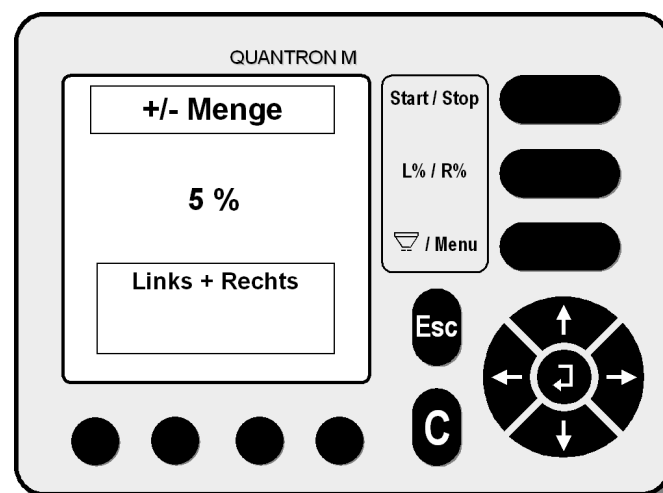 QUANTRON M
+/- Menge
5 %
Links + Rechts
Start / Stop
L% / R%
/ Menu
Esc
C